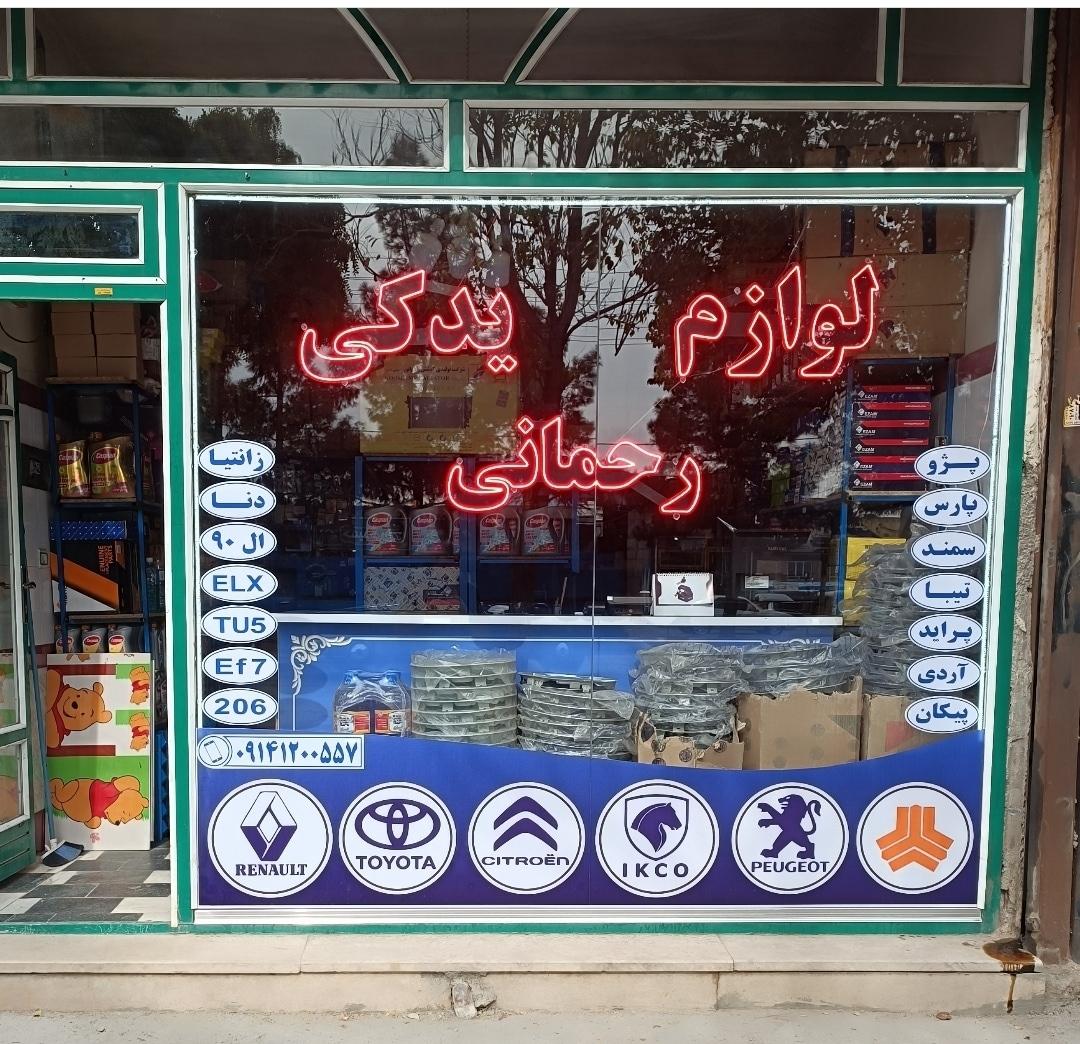 لوازم یدکی
رحمانی
پژو
پارس
سمند
تیبا
پراید
آردی
پیکان
زانتیا
دنا
ال ۹۰
ELX
TU5
Ef7
206
۰۹۱۴۱۲۰۰۵۵۷
RENAULT
TOYOTA
CITROËN
IKCO
PEUGEOT